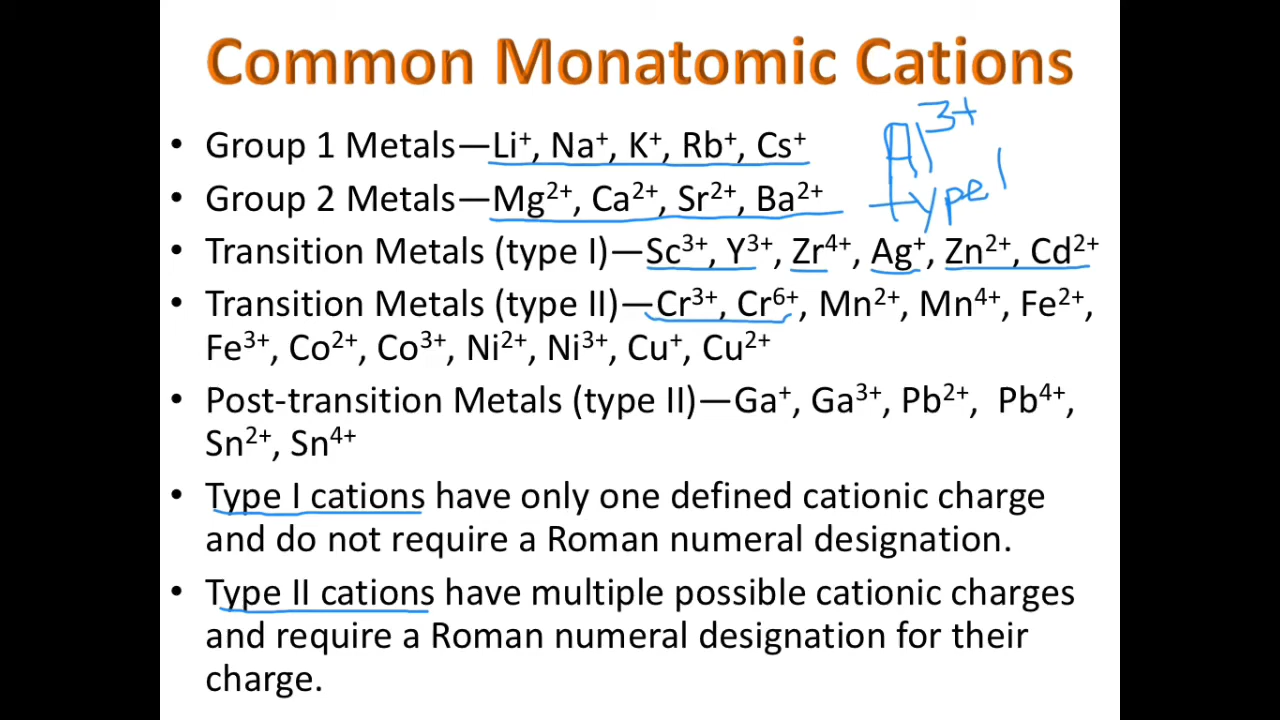 Common Monatomic Cations
• Group 1 Metals—Li⁺, Na⁺, K⁺, Rb⁺, Cs⁺
Al³⁺
type I
• Group 2 Metals—Mg²⁺, Ca²⁺, Sr²⁺, Ba²⁺
• Transition Metals (type I)—Sc³⁺, Y³⁺, Zr⁴⁺, Ag⁺, Zn²⁺, Cd²⁺
• Transition Metals (type II)—Cr³⁺, Cr⁶⁺, Mn²⁺, Mn⁴⁺, Fe²⁺,
Fe³⁺, Co²⁺, Co³⁺, Ni²⁺, Ni³⁺, Cu⁺, Cu²⁺
• Post-transition Metals (type II)—Ga⁺, Ga³⁺, Pb²⁺, Pb⁴⁺,
Sn²⁺, Sn⁴⁺
• Type I cations have only one defined cationic charge
and do not require a Roman numeral designation.
• Type II cations have multiple possible cationic charges
and require a Roman numeral designation for their
charge.